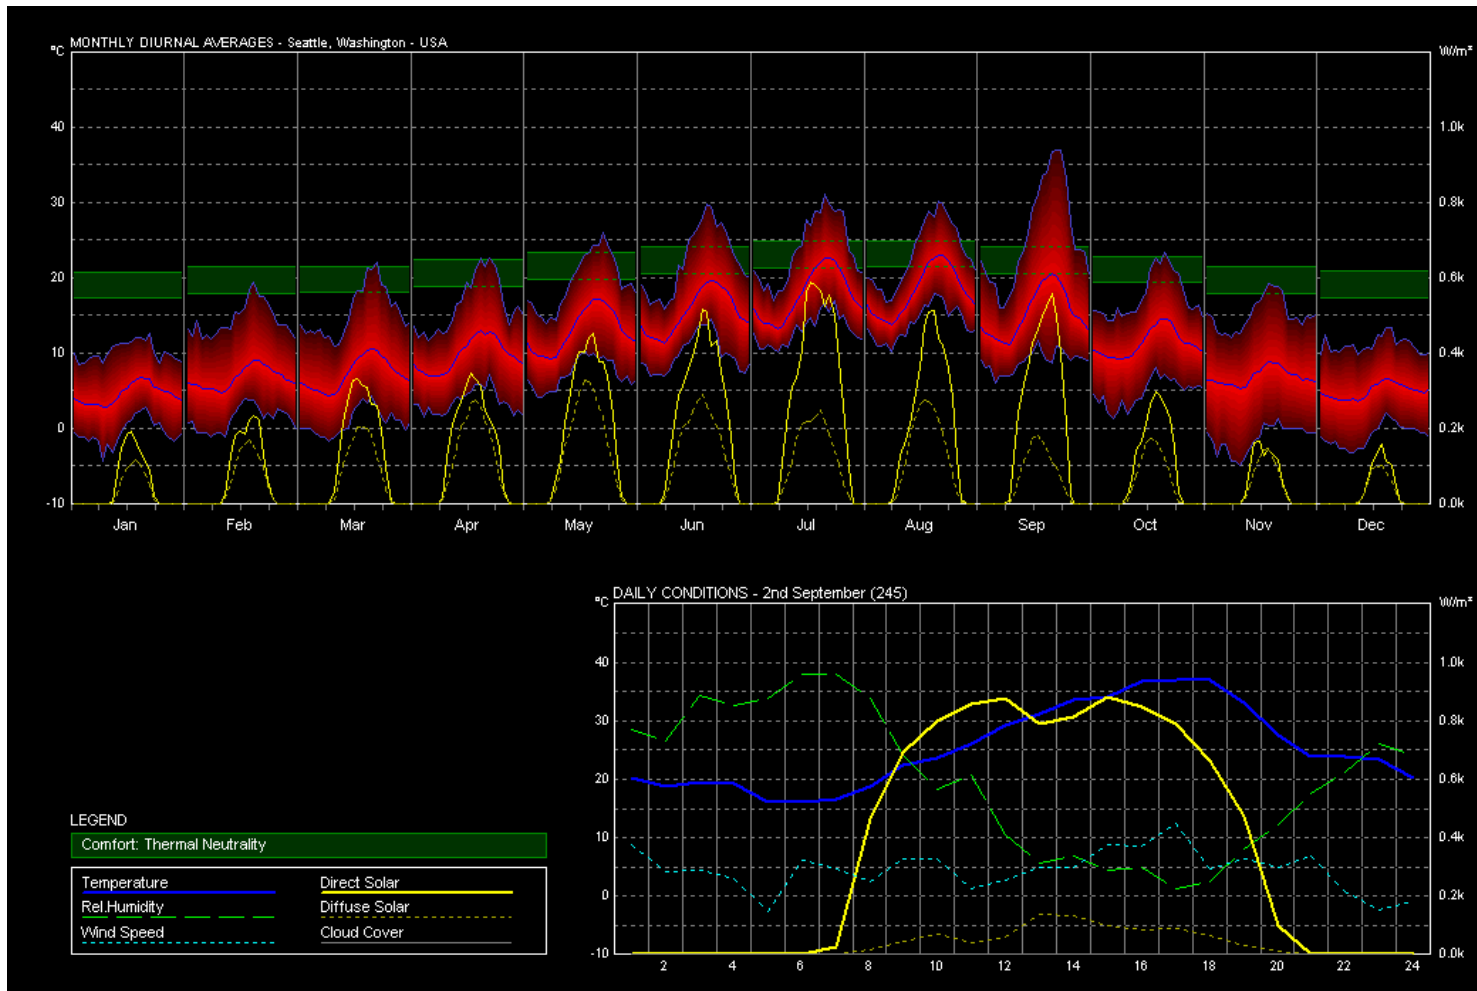 °C MONTHLY DIURNAL AVERAGES - Seattle, Washington - USA W/m²
40 1.0k
30 0.8k
20 0.6k
10 0.4k
0 0.2k
-10 0.0k
Jan Feb Mar Apr May Jun Jul Aug Sep Oct Nov Dec
°C DAILY CONDITIONS - 2nd September (245) W/m²
40 1.0k
30 0.8k
20 0.6k
10 0.4k
0 0.2k
-10 0.0k
2 4 6 8 10 12 14 16 18 20 22 24
LEGEND
Comfort: Thermal Neutrality
Temperature Direct Solar
Rel.Humidity Diffuse Solar
Wind Speed Cloud Cover